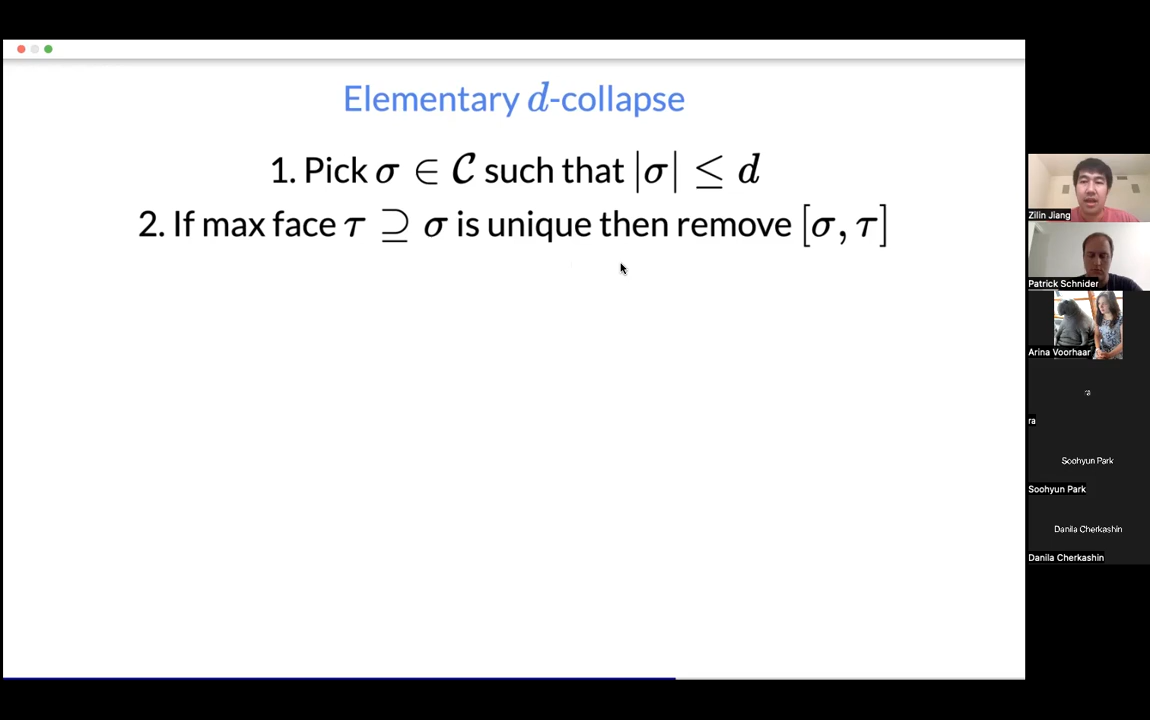 Elementary d-collapse
1. Pick σ ∈ 𝒞 such that |σ| ≤ d
2. If max face τ ⊇ σ is unique then remove [σ, τ]
Zilin Jiang
Patrick Schnider
Arina Voorhaar
ra
Soohyun Park
Soohyun Park
Danila Cherkashin
Danila Cherkashin